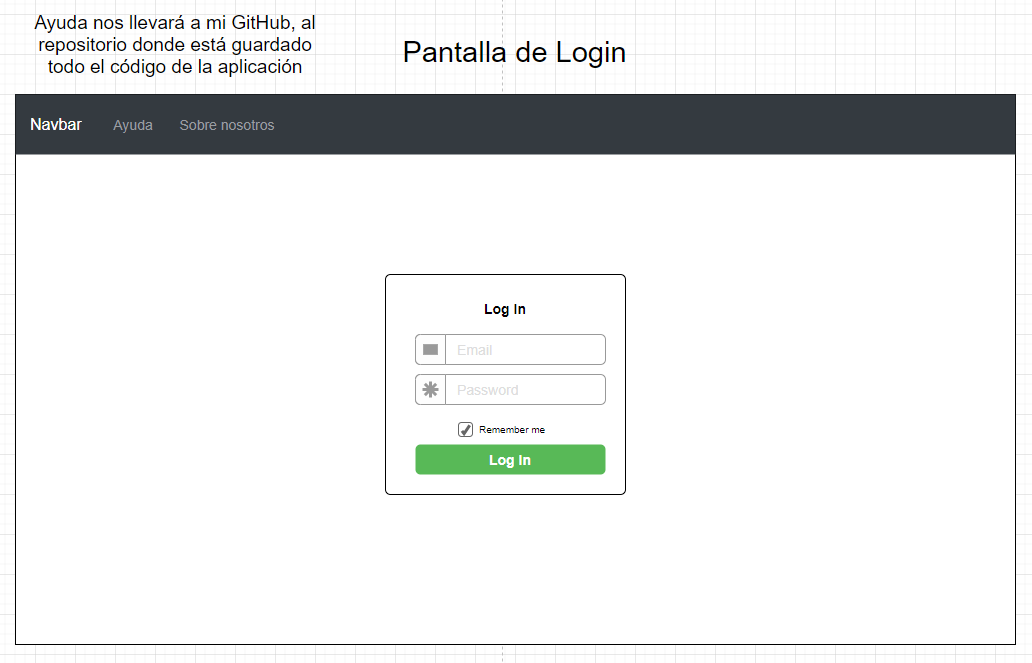 Ayuda nos llevará a mi GitHub, al
repositorio donde está guardado
todo el código de la aplicación
Pantalla de Login
Navbar Ayuda Sobre nosotros
Log In
Email
Password
Remember me
Log In